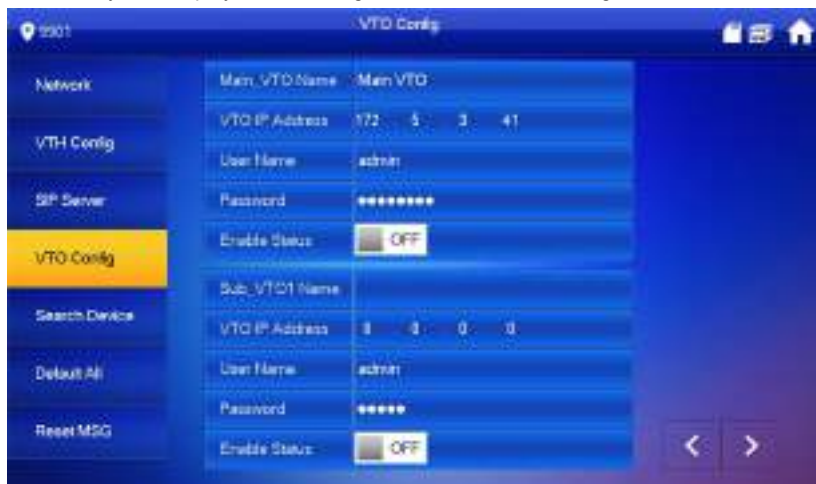 9901 VTO Config
Network
VTH Config
SIP Server
VTO Config
Search Device
Default All
Reset MSG
Main_VTO Name Main VTO
VTO IP Address 172 5 3 41
User Name admin
Password ••••••••
Enable Status OFF
Sub_VTO1 Name
VTO IP Address 0 0 0 0
User Name admin
Password •••••
Enable Status OFF